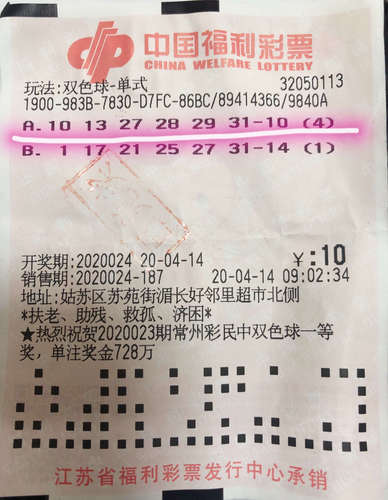 中国福利彩票
CHINA WELFARE LOTTERY
玩法:双色球-单式 32050113
1900-983B-7830-D7FC-86BC/89414366/9840A
A.10 13 27 28 29 31-10 (4)
B. 1 17 21 25 27 31-14 (1)
开奖期:2020024 20-04-14 ¥:10
销售期:2020024-187 20-04-14 09:02:34
地址:姑苏区苏苑街湄长好邻里超市北侧
*扶老、助残、救孤、济困*
★热烈祝贺2020023期常州彩民中双色球一等
奖，单注奖金728万
江苏省福利彩票发行中心承销